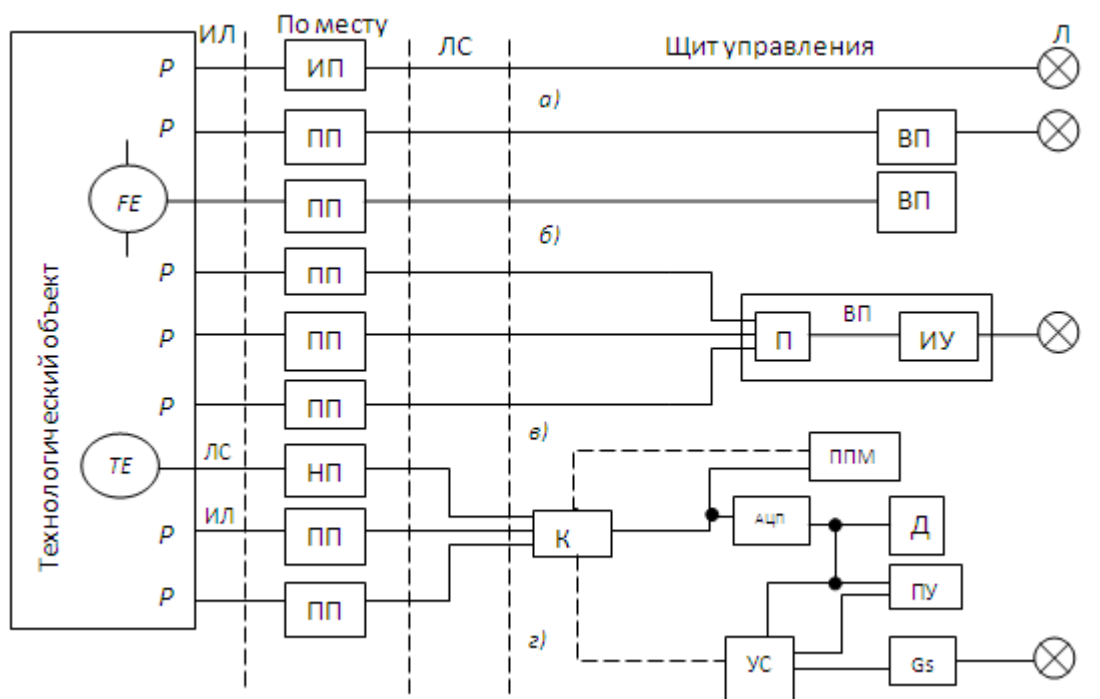 ИЛ По месту ЛС Щит управления Л
P ИП
а)
P ПП ВП
FE ПП ВП
б)
P ПП
ВП
P ПП П ИУ
P ПП
в)
Технологический объект
TE ЛС НП ППМ
ИЛ АЦП Д
P ПП К
P ПП ПУ
г)
УС Gs